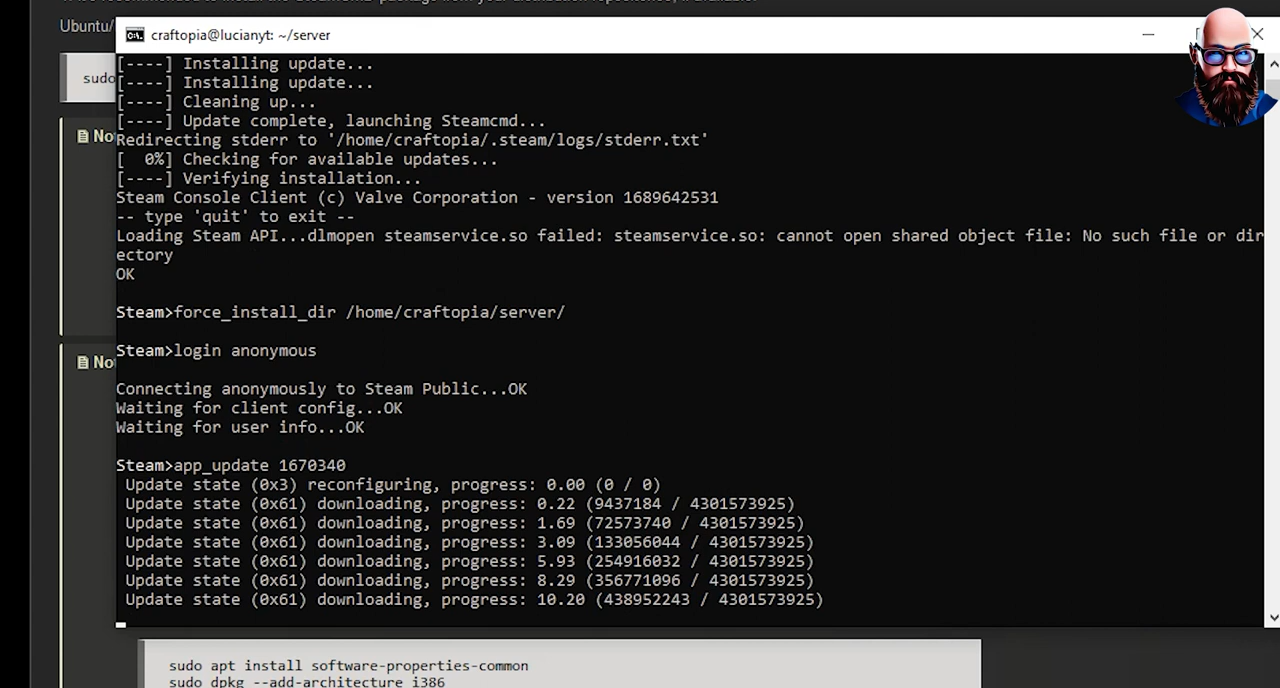 Ubuntu/
craftopia@lucianyt: ~/server
sudo
[----] Installing update...
[----] Installing update...
[----] Cleaning up...
[----] Update complete, launching Steamcmd...
No
Redirecting stderr to '/home/craftopia/.steam/logs/stderr.txt'
[  0%] Checking for available updates...
[----] Verifying installation...
Steam Console Client (c) Valve Corporation - version 1689642531
-- type 'quit' to exit --
Loading Steam API...dlmopen steamservice.so failed: steamservice.so: cannot open shared object file: No such file or dir
ectory
OK
Steam>force_install_dir /home/craftopia/server/
Steam>login anonymous
No
Connecting anonymously to Steam Public...OK
Waiting for client config...OK
Waiting for user info...OK
Steam>app_update 1670340
Update state (0x3) reconfiguring, progress: 0.00 (0 / 0)
Update state (0x61) downloading, progress: 0.22 (9437184 / 4301573925)
Update state (0x61) downloading, progress: 1.69 (72573740 / 4301573925)
Update state (0x61) downloading, progress: 3.09 (133056044 / 4301573925)
Update state (0x61) downloading, progress: 5.93 (254916032 / 4301573925)
Update state (0x61) downloading, progress: 8.29 (356771096 / 4301573925)
Update state (0x61) downloading, progress: 10.20 (438952243 / 4301573925)
sudo apt install software-properties-common
sudo dpkg --add-architecture i386